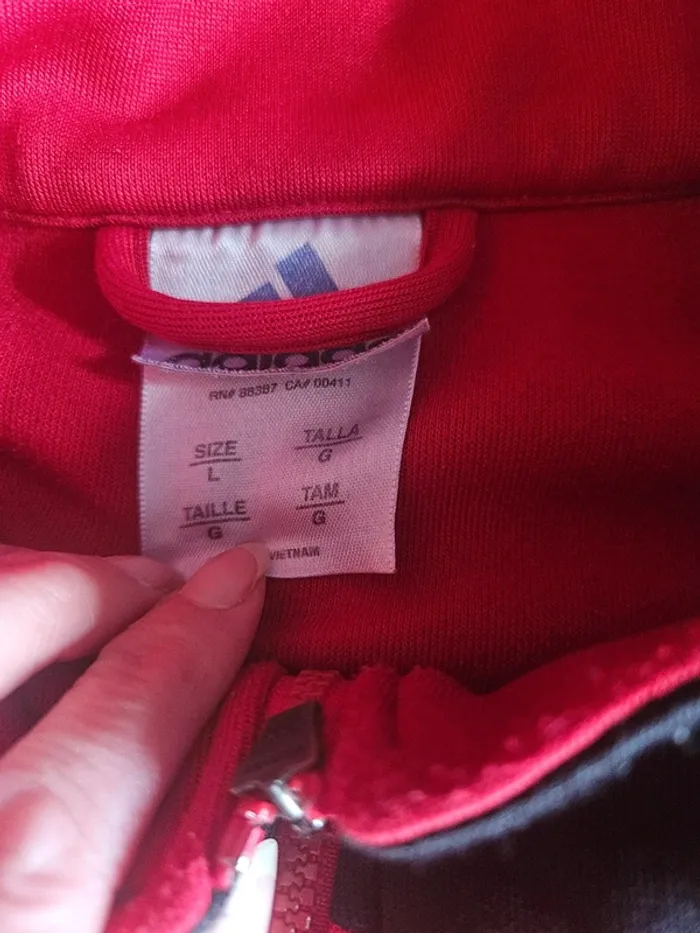 adidas
RN# 88387 CA# 00411
SIZE TALLA
L G
TAILLE TAM
G G
VIETNAM